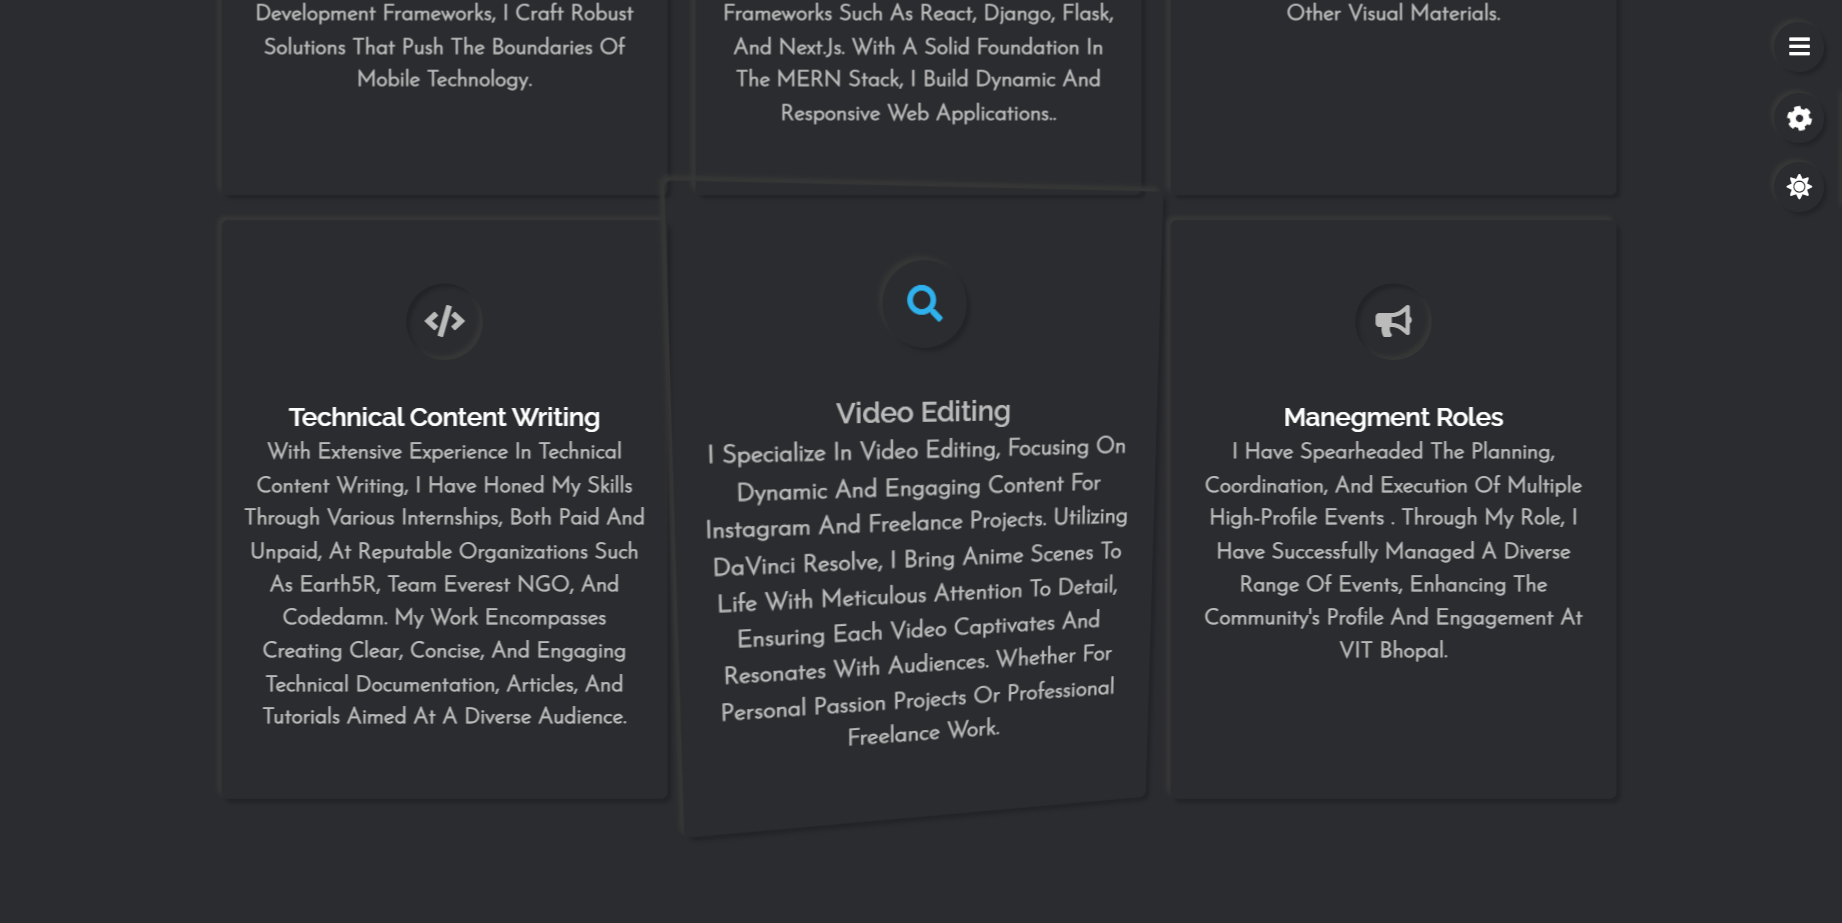 Development Frameworks, I Craft Robust
Solutions That Push The Boundaries Of
Mobile Technology.
Frameworks Such As React, Django, Flask,
And Next.Js. With A Solid Foundation In
The MERN Stack, I Build Dynamic And
Responsive Web Applications..
Other Visual Materials.
Technical Content Writing
With Extensive Experience In Technical
Content Writing, I Have Honed My Skills
Through Various Internships, Both Paid And
Unpaid, At Reputable Organizations Such
As Earth5R, Team Everest NGO, And
Codedamn. My Work Encompasses
Creating Clear, Concise, And Engaging
Technical Documentation, Articles, And
Tutorials Aimed At A Diverse Audience.
Video Editing
I Specialize In Video Editing, Focusing On
Dynamic And Engaging Content For
Instagram And Freelance Projects. Utilizing
DaVinci Resolve, I Bring Anime Scenes To
Life With Meticulous Attention To Detail,
Ensuring Each Video Captivates And
Resonates With Audiences. Whether For
Personal Passion Projects Or Professional
Freelance Work.
Manegment Roles
I Have Spearheaded The Planning,
Coordination, And Execution Of Multiple
High-Profile Events . Through My Role, I
Have Successfully Managed A Diverse
Range Of Events, Enhancing The
Community's Profile And Engagement At
VIT Bhopal.